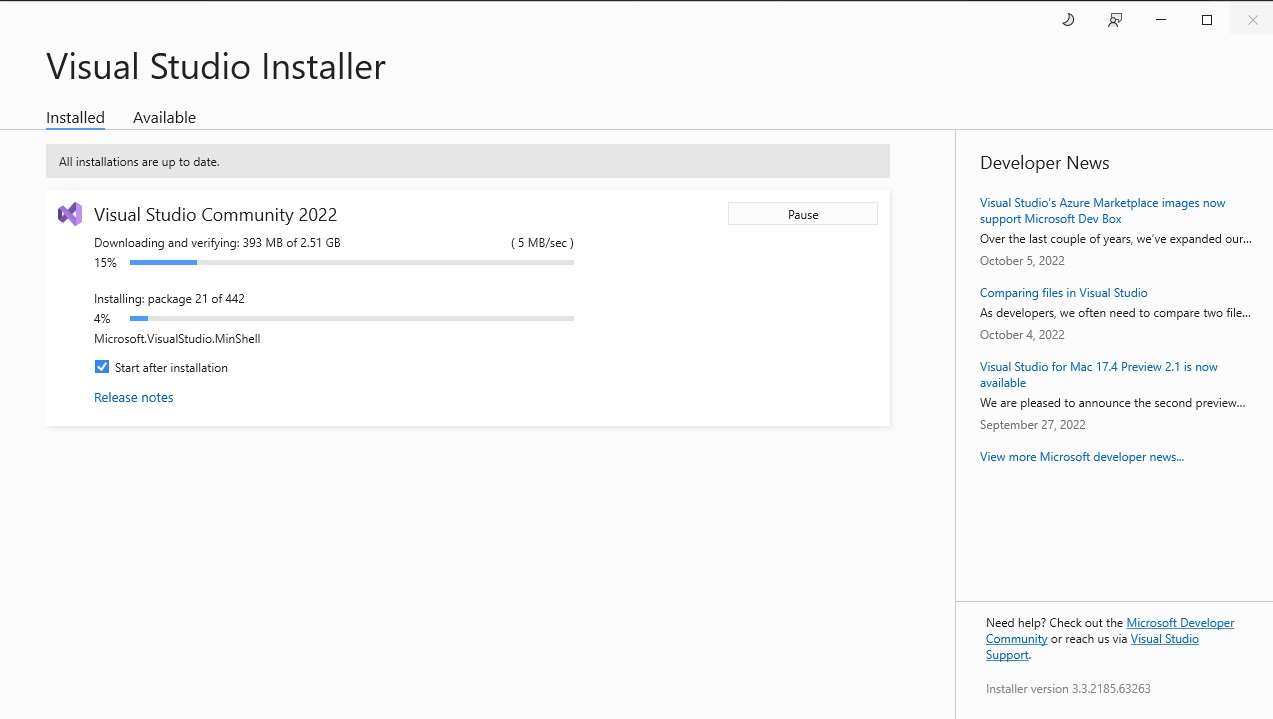 Visual Studio Installer
Installed
Available
All installations are up to date.
Visual Studio Community 2022
Pause
Downloading and verifying: 393 MB of 2.51 GB
( 5 MB/sec )
15%
Installing: package 21 of 442
4%
Microsoft.VisualStudio.MinShell
Start after installation
Release notes
Developer News
Visual Studio's Azure Marketplace images now
support Microsoft Dev Box
Over the last couple of years, we've expanded our...
October 5, 2022
Comparing files in Visual Studio
As developers, we often need to compare two file...
October 4, 2022
Visual Studio for Mac 17.4 Preview 2.1 is now
available
We are pleased to announce the second preview...
September 27, 2022
View more Microsoft developer news...
Need help? Check out the Microsoft Developer
Community or reach us via Visual Studio
Support.
Installer version 3.3.2185.63263